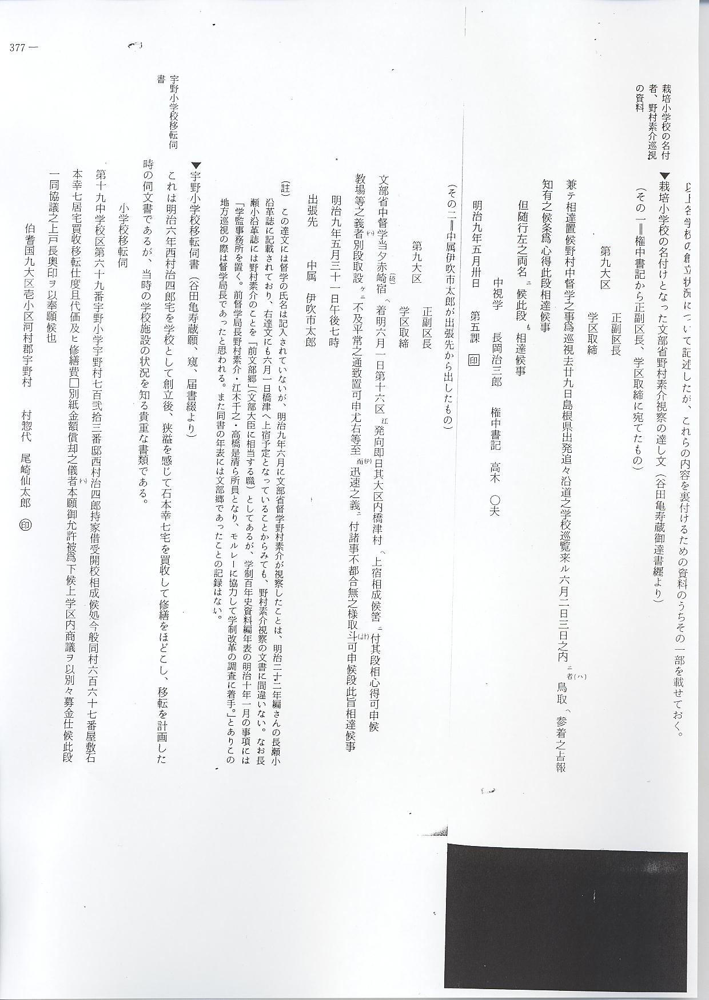 以上各学校の創立状況について記述したが、これらの内容を裏付けるための資料のうちその一部を載せておく。
栽培小学校の名付
者、野村素介巡視
の資料
▼栽培小学校の名付けとなった文部省野村素介視察の達し文（谷田亀寿蔵御達書纒より）
（その一＝権中書記から正副区長、学区取締に宛てたもの）
正副区長
第九大区
学区取締
兼テ相達置候野村中督学之事爲巡視去廿九日島根県出発追々沿道之学校巡覧来ル六月二日三日之内ニ者(ハ)鳥取へ参着之旨報
知有之候条爲心得此段相達候事
但随行左之両名ニ候此段も相達候事
中視学　長岡治三郎　権中書記　高木　〇夫
明治九年五月卅日　第五課　印
（その二＝中属伊吹市太郎が出張先から出したもの）
正副区長
第九大区
学区取締
文部省中督学当夕赤崎(碕)宿へ着明六月一日第十六区江発向即日其大区内橋津村へ上宿相成候筈ニ付其段相心得可申候
教場等之義者(ハ)別段取設ケニ不及平常之通致置可申尤右等至而(テ)迅速之義ニ付諸事不都合無之様取斗(計)可申候段此旨相達候事
明治九年五月三十一日午後七時
出張先　中属　伊吹市太郎
（註）　この達文には督学の氏名は記入されていないが、明治九年六月に文部省督学野村素介が視察したことは、明治二十二年編さんの長瀬小
沿革誌に記載されており、右達文にも六月一日橋津へ上宿予定となっていることからみても、野村素介視察の文書に間違いない。なお長
瀬小沿革誌には野村素介のことを「前文部郷」（文部大臣に相当する職）としてあるが、学制百年史資料編年表の明治十年一月の事項には
「学監事務所を置く。前督学局長野村素介・江木千之・高橋是清ら所員となり、モルレーに協力して学制改革の調査に着手。」とありこの
地方巡視の際は督学局長であったと思われる。また同書の年表には文部郷であったことの記録はない。
宇野小学校移転伺
書
▼宇野小学校移転伺書（谷田亀寿蔵願、窺、届書綴より）
これは明治六年西村治四郎宅を学校として創立後、狭溢を感じて石本幸七宅を買収して修繕をほどこし、移転を計画した
時の伺文書であるが、当時の学校施設の状況を知る貴重な書類である。
小学校移転伺
第十九中学校区第六十九番宇野小学宇野村七百弐拾三番邸西村治四郎持家借受開校相成候処今般同村六百六十七番屋敷石
本幸七居宅買收移転仕度且代価及ヒ修繕費□別紙金額償却之儀者(ハ)本願御允許被爲下候上学区内商議ヲ以別々募金仕候此段
一同協議之上戸長奥印ヲ以奉願候也
伯耆国九大区壱小区河村郡宇野村　村惣代　尾崎仙太郎　㊞
377 ―